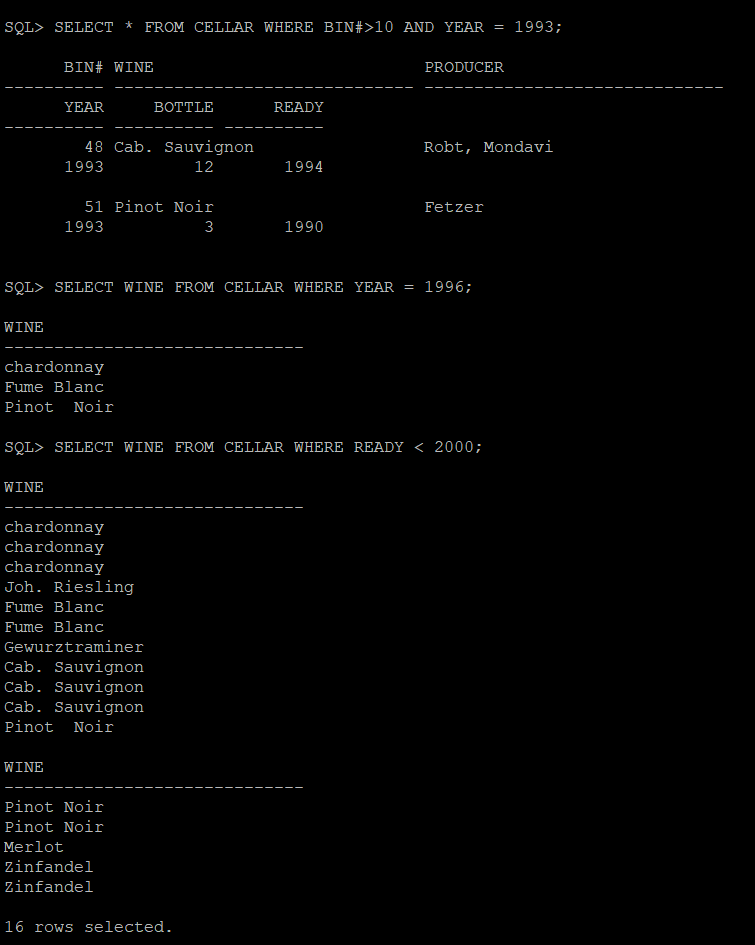 SQL> SELECT * FROM CELLAR WHERE BIN#>10 AND YEAR = 1993;
      BIN# WINE                           PRODUCER
---------- ------------------------------ ------------------------------
      YEAR     BOTTLE      READY
---------- ---------- ----------
        48 Cab. Sauvignon                 Robt, Mondavi
      1993         12       1994
        51 Pinot Noir                     Fetzer
      1993          3       1990
SQL> SELECT WINE FROM CELLAR WHERE YEAR = 1996;
WINE
------------------------------
chardonnay
Fume Blanc
Pinot  Noir
SQL> SELECT WINE FROM CELLAR WHERE READY < 2000;
WINE
------------------------------
chardonnay
chardonnay
chardonnay
Joh. Riesling
Fume Blanc
Fume Blanc
Gewurztraminer
Cab. Sauvignon
Cab. Sauvignon
Cab. Sauvignon
Pinot  Noir
WINE
------------------------------
Pinot Noir
Pinot Noir
Merlot
Zinfandel
Zinfandel
16 rows selected.